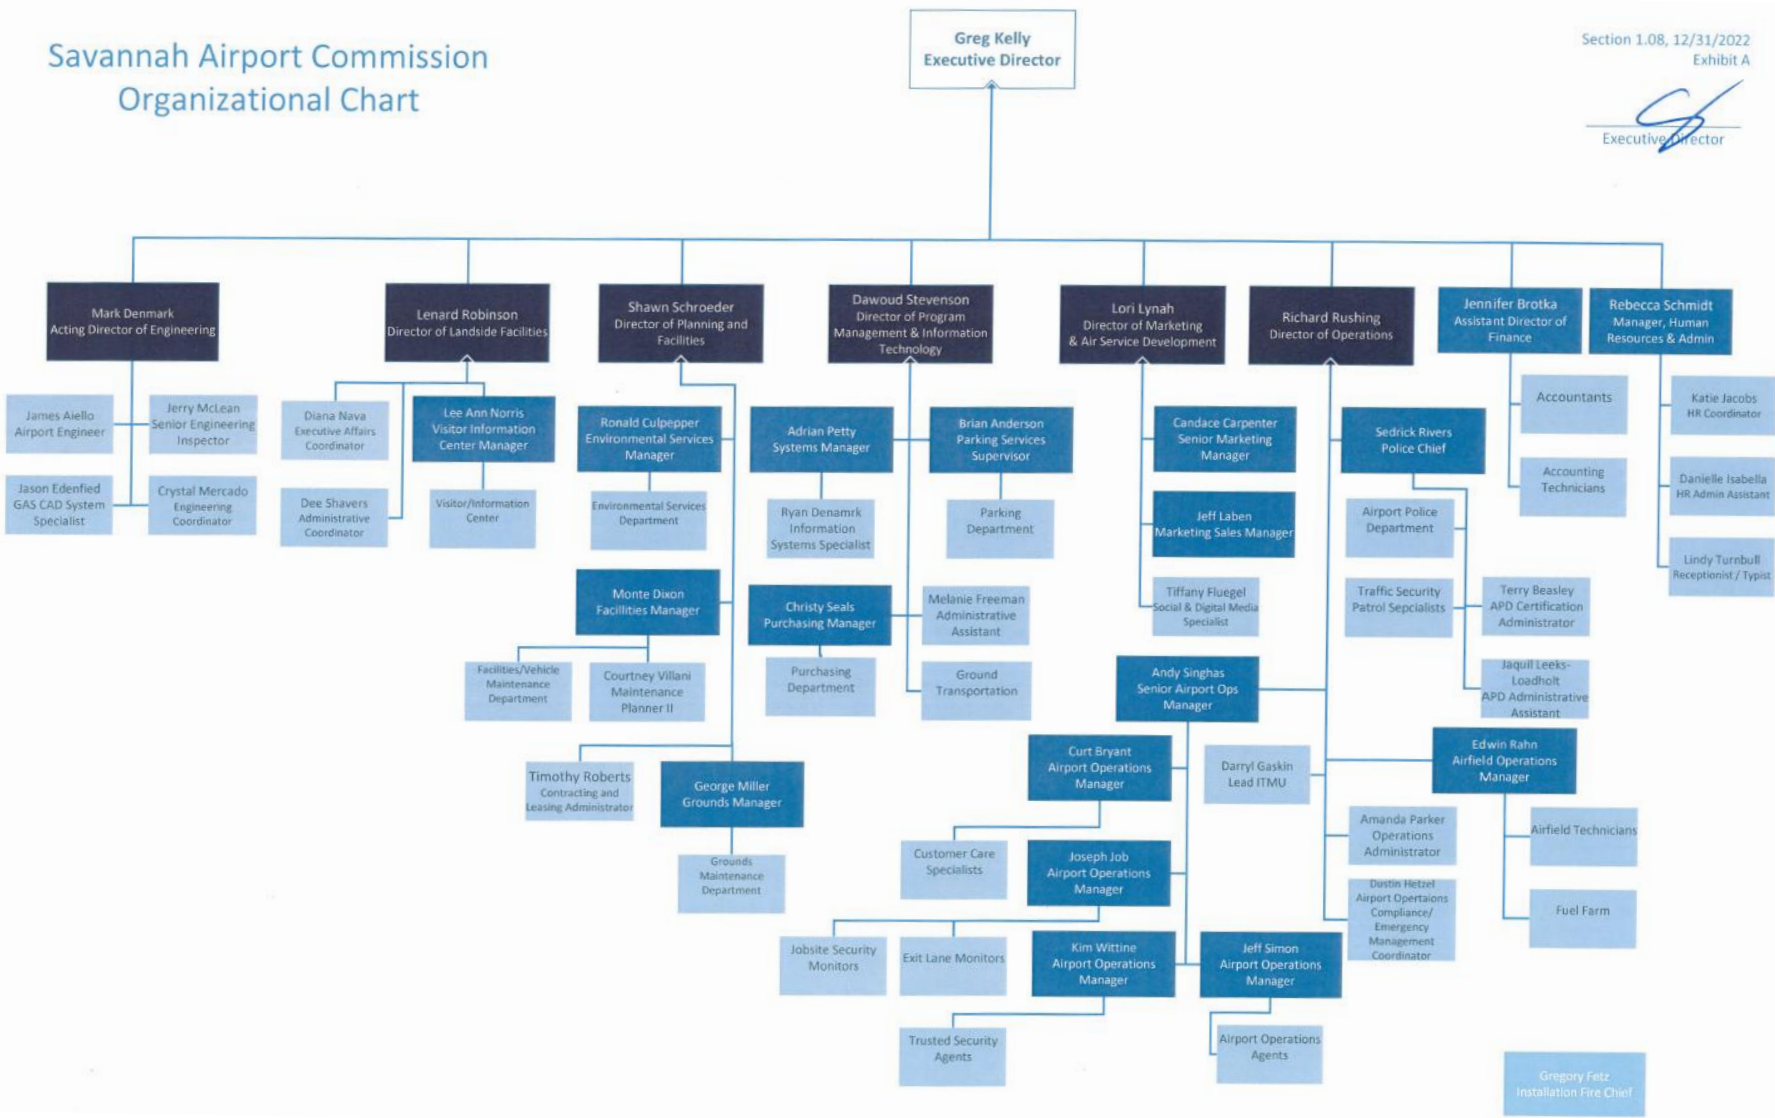 Savannah Airport Commission
Organizational Chart
Greg Kelly
Executive Director
Section 1.08, 12/31/2022
Exhibit A
Executive Director
Mark Denmark
Acting Director of Engineering
Lenard Robinson
Director of Landside Facilities
Shawn Schroeder
Director of Planning and
Facilities
Dawoud Stevenson
Director of Program
Management & Information
Technology
Lori Lynah
Director of Marketing
& Air Service Development
Richard Rushing
Director of Operations
Jennifer Brotka
Assistant Director of
Finance
Rebecca Schmidt
Manager, Human
Resources & Admin
James Aiello
Airport Engineer
Jerry McLean
Senior Engineering
Inspector
Jason Edenfied
GAS CAD System
Specialist
Crystal Mercado
Engineering
Coordinator
Diana Nava
Executive Affairs
Coordinator
Lee Ann Norris
Visitor Information
Center Manager
Dee Shavers
Administrative
Coordinator
Visitor/Information
Center
Ronald Culpepper
Environmental Services
Manager
Environmental Services
Department
Monte Dixon
Facillities Manager
Facilities/Vehicle
Maintenance
Department
Courtney Villani
Maintenance
Planner II
Timothy Roberts
Contracting and
Leasing Administrator
George Miller
Grounds Manager
Grounds
Maintenance
Department
Adrian Petty
Systems Manager
Brian Anderson
Parking Services
Supervisor
Ryan Denamrk
Information
Systems Specialist
Parking
Department
Christy Seals
Purchasing Manager
Melanie Freeman
Administrative
Assistant
Purchasing
Department
Ground
Transportation
Candace Carpenter
Senior Marketing
Manager
Jeff Laben
Marketing Sales Manager
Tiffany Fluegel
Social & Digital Media
Specialist
Sedrick Rivers
Police Chief
Airport Police
Department
Traffic Security
Patrol Sepcialists
Terry Beasley
APD Certification
Administrator
Jaquil Leeks-
Loadholt
APD Administrative
Assistant
Andy Singhas
Senior Airport Ops
Manager
Curt Bryant
Airport Operations
Manager
Darryl Gaskin
Lead ITMU
Edwin Rahn
Airfield Operations
Manager
Customer Care
Specialists
Joseph Job
Airport Operations
Manager
Amanda Parker
Operations
Administrator
Airfield Technicians
Dustin Hetzel
Airport Opertaions
Compliance/
Emergency
Management
Coordinator
Fuel Farm
Jobsite Security
Monitors
Exit Lane Monitors
Kim Wittine
Airport Operations
Manager
Jeff Simon
Airport Operations
Manager
Trusted Security
Agents
Airport Operations
Agents
Accountants
Accounting
Technicians
Katie Jacobs
HR Coordinator
Danielle Isabella
HR Admin Assistant
Lindy Turnbull
Receptionist / Typist
Gregory Fetz
Installation Fire Chief